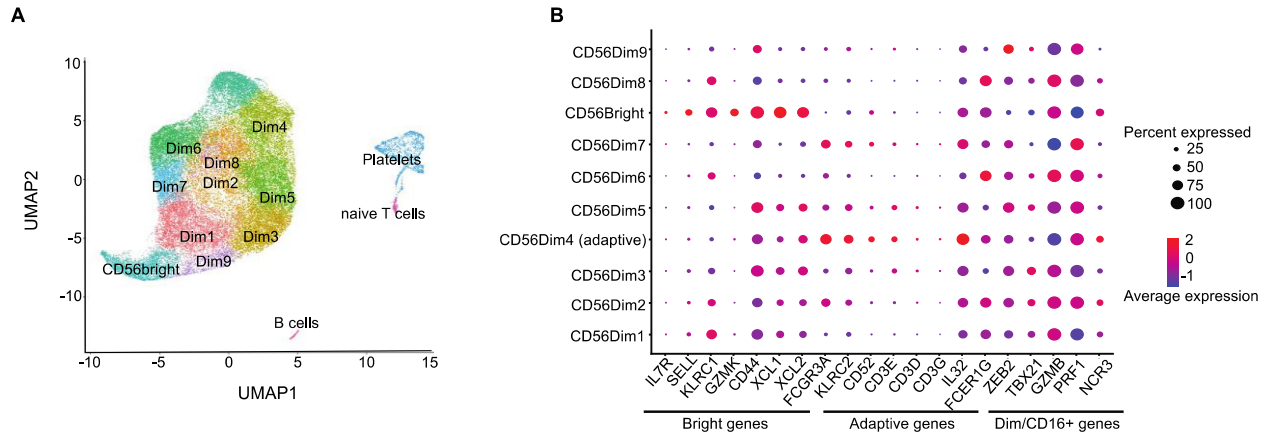 A
10
5
0
−5
−10
UMAP2
Dim4
Dim6
Dim8
Dim2
Dim7
Dim5
Dim1
Dim3
Dim9
CD56bright
Platelets
naive T cells
B cells
−10
−5
0
5
10
15
UMAP1
B
CD56Dim9
CD56Dim8
CD56Bright
CD56Dim7
CD56Dim6
CD56Dim5
CD56Dim4 (adaptive)
CD56Dim3
CD56Dim2
CD56Dim1
IL7R
SELL
KLRC1
GZMK
CD44
XCL1
XCL2
FCGR3A
KLRC2
CD52
CD3E
CD3D
CD3G
IL32
FCER1G
ZEB2
TBX21
GZMB
PRF1
NCR3
Bright genes
Adaptive genes
Dim/CD16+ genes
Percent expressed
25
50
75
100
2
0
−1
Average expression